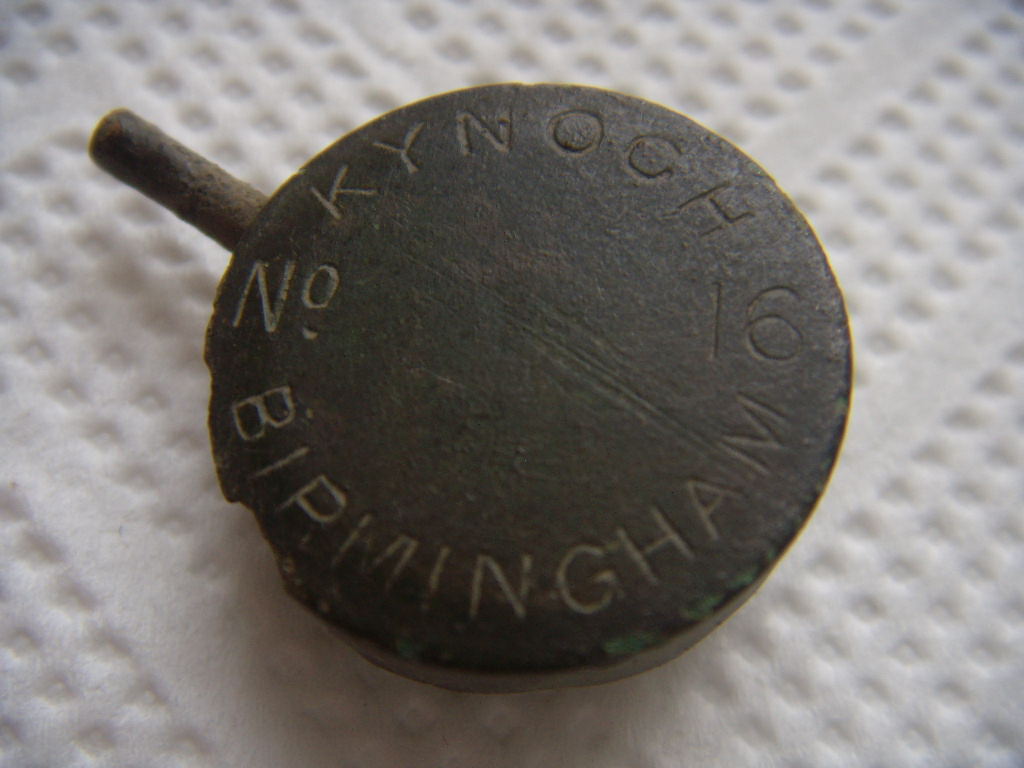 KYNOCH
No. 16
BIRMINGHAM